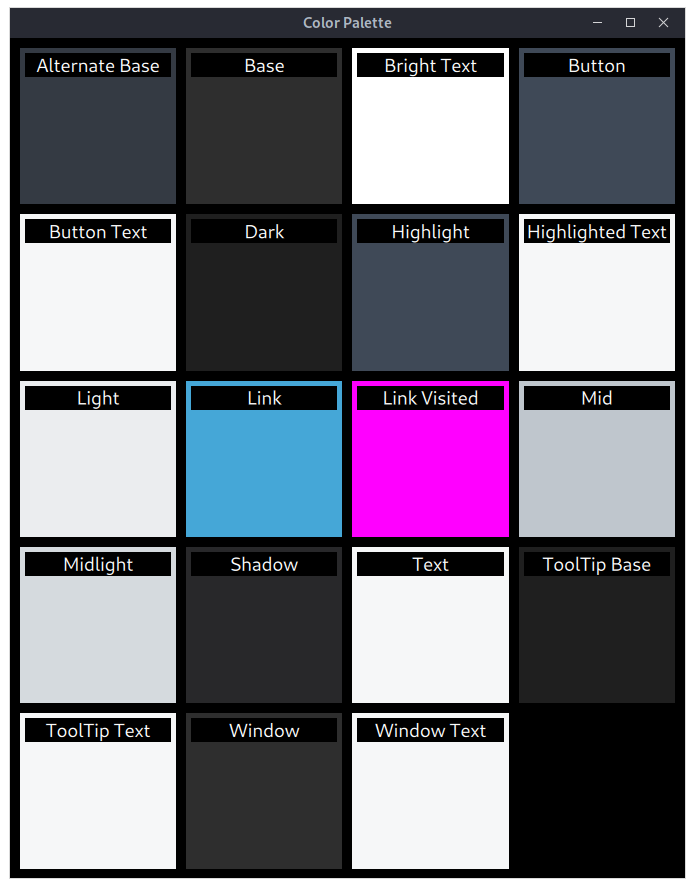 Color Palette
Alternate Base
Base
Bright Text
Button
Button Text
Dark
Highlight
Highlighted Text
Light
Link
Link Visited
Mid
Midlight
Shadow
Text
ToolTip Base
ToolTip Text
Window
Window Text